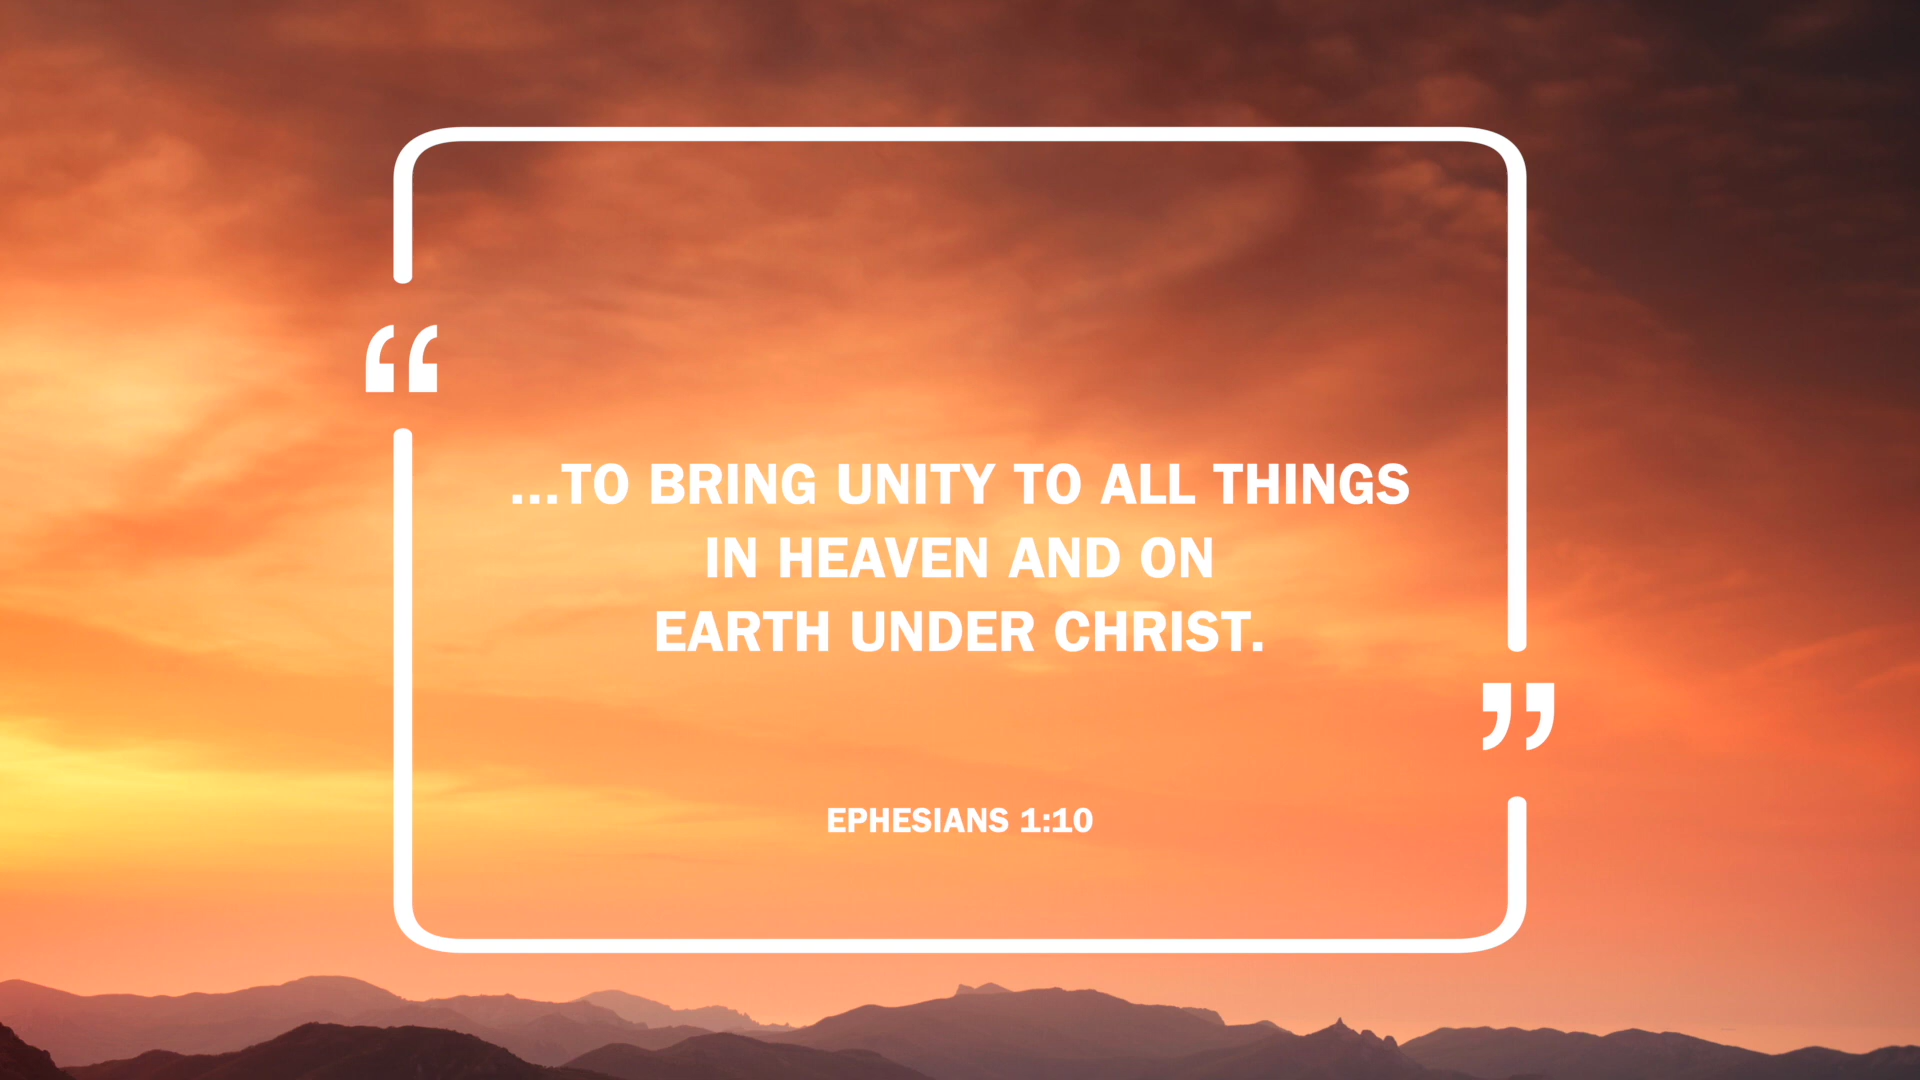 “
...TO BRING UNITY TO ALL THINGS
IN HEAVEN AND ON
EARTH UNDER CHRIST.
”
EPHESIANS 1:10